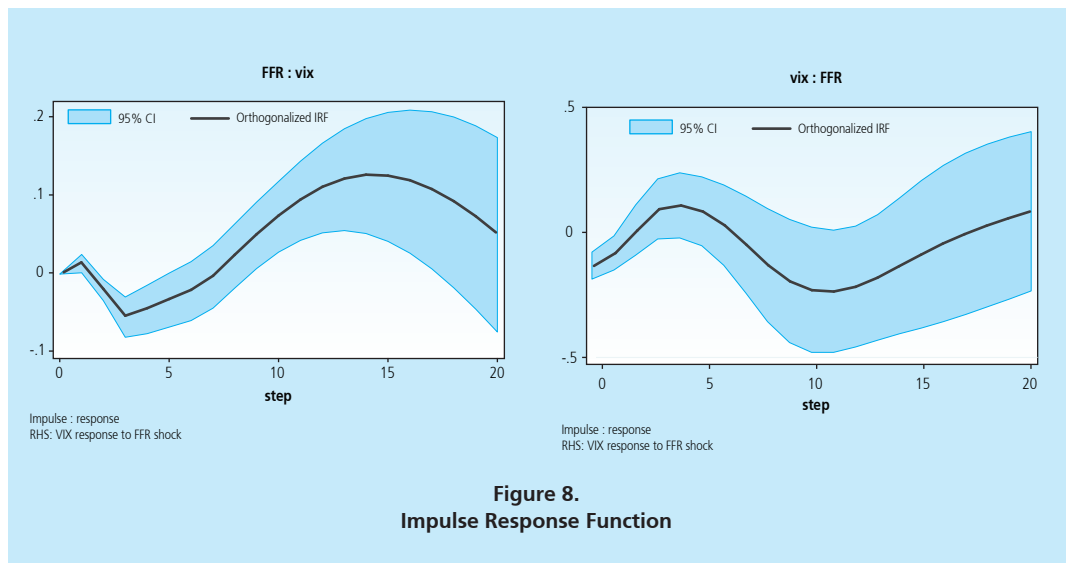 FFR : vix
95% CI
Orthogonalized IRF
.2
.1
0
-.1
0 5 10 15 20
step
Impulse : response
RHS: VIX response to FFR shock
vix : FFR
95% CI
Orthogonalized IRF
.5
0
-.5
0 5 10 15 20
step
Impulse : response
RHS: VIX response to FFR shock
Figure 8.
Impulse Response Function